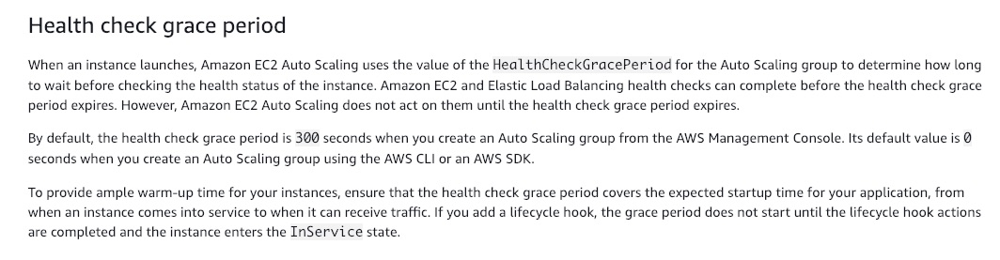 Health check grace period
When an instance launches, Amazon EC2 Auto Scaling uses the value of the HealthCheckGracePeriod for the Auto Scaling group to determine how long
to wait before checking the health status of the instance. Amazon EC2 and Elastic Load Balancing health checks can complete before the health check grace
period expires. However, Amazon EC2 Auto Scaling does not act on them until the health check grace period expires.
By default, the health check grace period is 300 seconds when you create an Auto Scaling group from the AWS Management Console. Its default value is 0
seconds when you create an Auto Scaling group using the AWS CLI or an AWS SDK.
To provide ample warm-up time for your instances, ensure that the health check grace period covers the expected startup time for your application, from
when an instance comes into service to when it can receive traffic. If you add a lifecycle hook, the grace period does not start until the lifecycle hook actions
are completed and the instance enters the InService state.